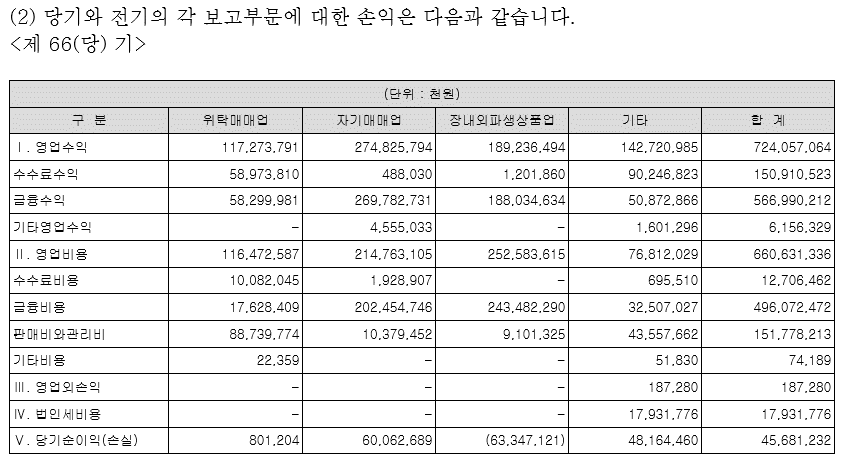 (2) 당기와 전기의 각 보고부문에 대한 손익은 다음과 같습니다.
<제 66(당) 기>
(단위 : 천원)
구 분 위탁매매업 자기매매업 장내외파생상품업 기타 합 계
Ⅰ. 영업수익 117,273,791 274,825,794 189,236,494 142,720,985 724,057,064
수수료수익 58,973,810 488,030 1,201,860 90,246,823 150,910,523
금융수익 58,299,981 269,782,731 188,034,634 50,872,866 566,990,212
기타영업수익 - 4,555,033 - 1,601,296 6,156,329
Ⅱ. 영업비용 116,472,587 214,763,105 252,583,615 76,812,029 660,631,336
수수료비용 10,082,045 1,928,907 - 695,510 12,706,462
금융비용 17,628,409 202,454,746 243,482,290 32,507,027 496,072,472
판매비와관리비 88,739,774 10,379,452 9,101,325 43,557,662 151,778,213
기타비용 22,359 - - 51,830 74,189
Ⅲ. 영업외손익 - - - 187,280 187,280
Ⅳ. 법인세비용 - - - 17,931,776 17,931,776
Ⅴ. 당기순이익(손실) 801,204 60,062,689 (63,347,121) 48,164,460 45,681,232